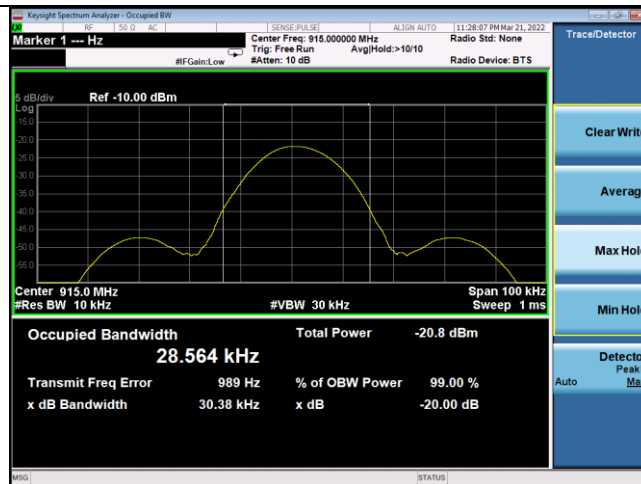 Keysight Spectrum Analyzer - Occupied BW
RF 50 Ω AC SENSE:PULSE ALIGN AUTO 11:28:07 PM Mar 21, 2022
Marker 1 --- Hz
Center Freq: 915.000000 MHz
Radio Std: None
Trig: Free Run Avg|Hold:>10/10
#IFGain:Low #Atten: 10 dB Radio Device: BTS
Trace/Detector
5 dB/div Ref -10.00 dBm
Log
-15.0
-20.0
-25.0
-30.0
-35.0
-40.0
-45.0
-50.0
-55.0
Center 915.0 MHz Span 100 kHz
#Res BW 10 kHz #VBW 30 kHz Sweep 1 ms
Occupied Bandwidth Total Power -20.8 dBm
28.564 kHz
Transmit Freq Error 989 Hz % of OBW Power 99.00 %
x dB Bandwidth 30.38 kHz x dB -20.00 dB
Clear Writ
Averag
Max Hol
Min Hol
Detecto
Peak
Auto Ma
MSG STATUS